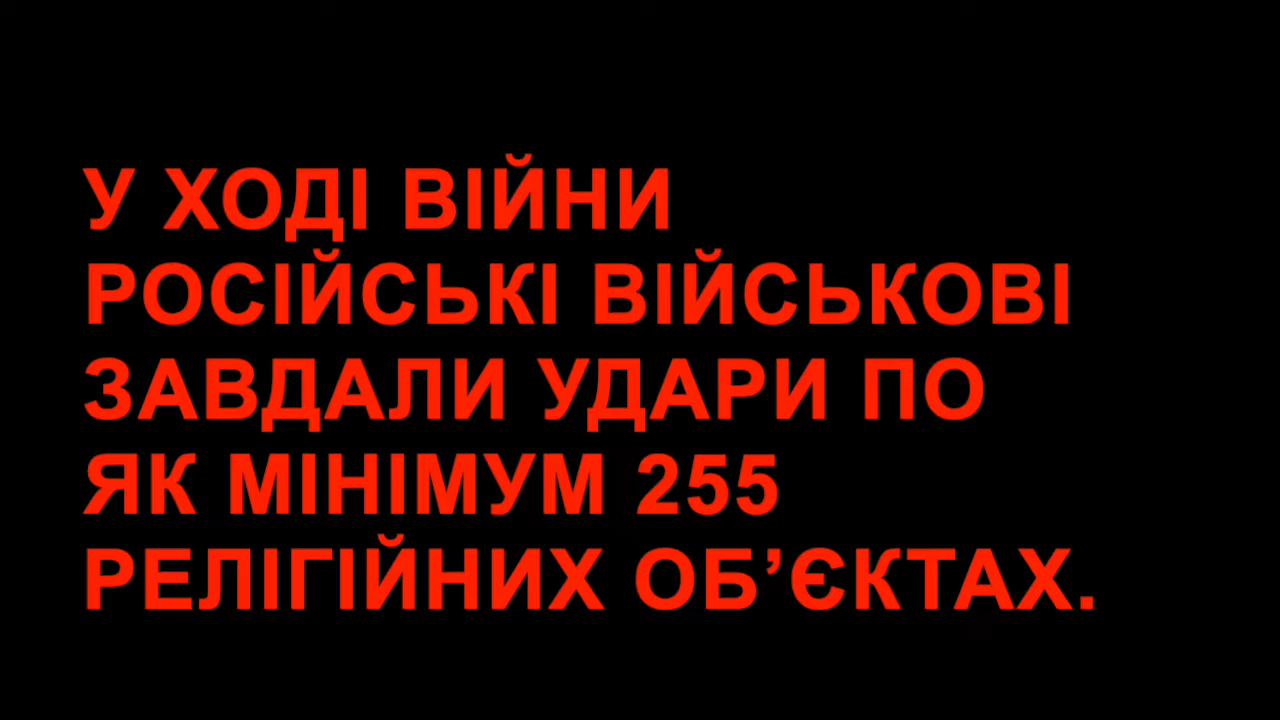 У ХОДІ ВІЙНИ
РОСІЙСЬКІ ВІЙСЬКОВІ
ЗАВДАЛИ УДАРИ ПО
ЯК МІНІМУМ 255
РЕЛІГІЙНИХ ОБ’ЄКТАХ.